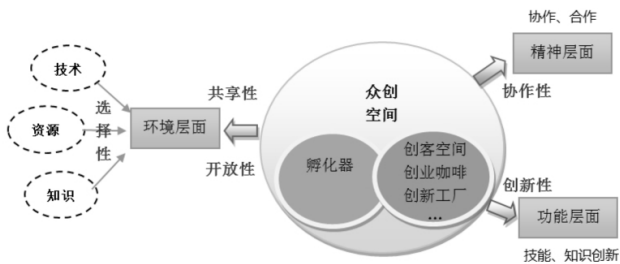 协作、合作
精神层面
协作性
技术
资源
知识
选
择
性
环境层面
共享性
开放性
众创
空间
孵化器
创客空间
创业咖啡
创新工厂
...
创新性
功能层面
技能、知识创新